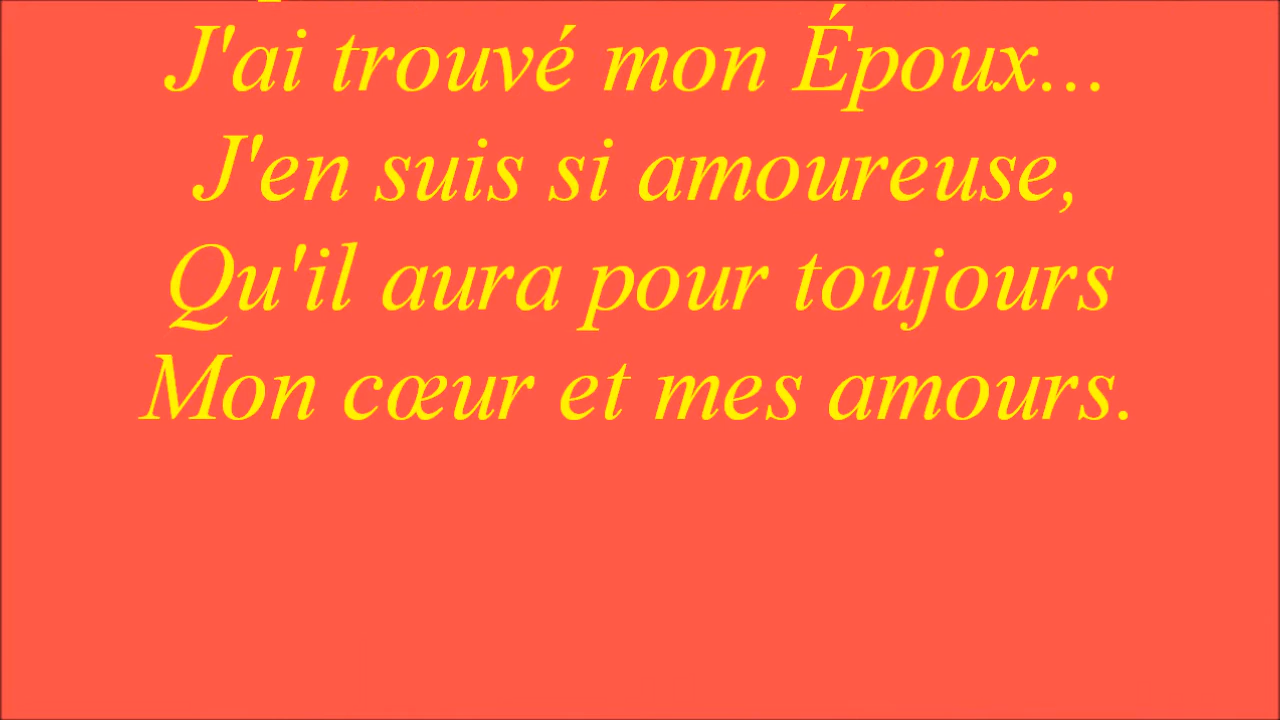 J'ai trouvé mon Époux...
J'en suis si amoureuse,
Qu'il aura pour toujours
Mon cœur et mes amours.